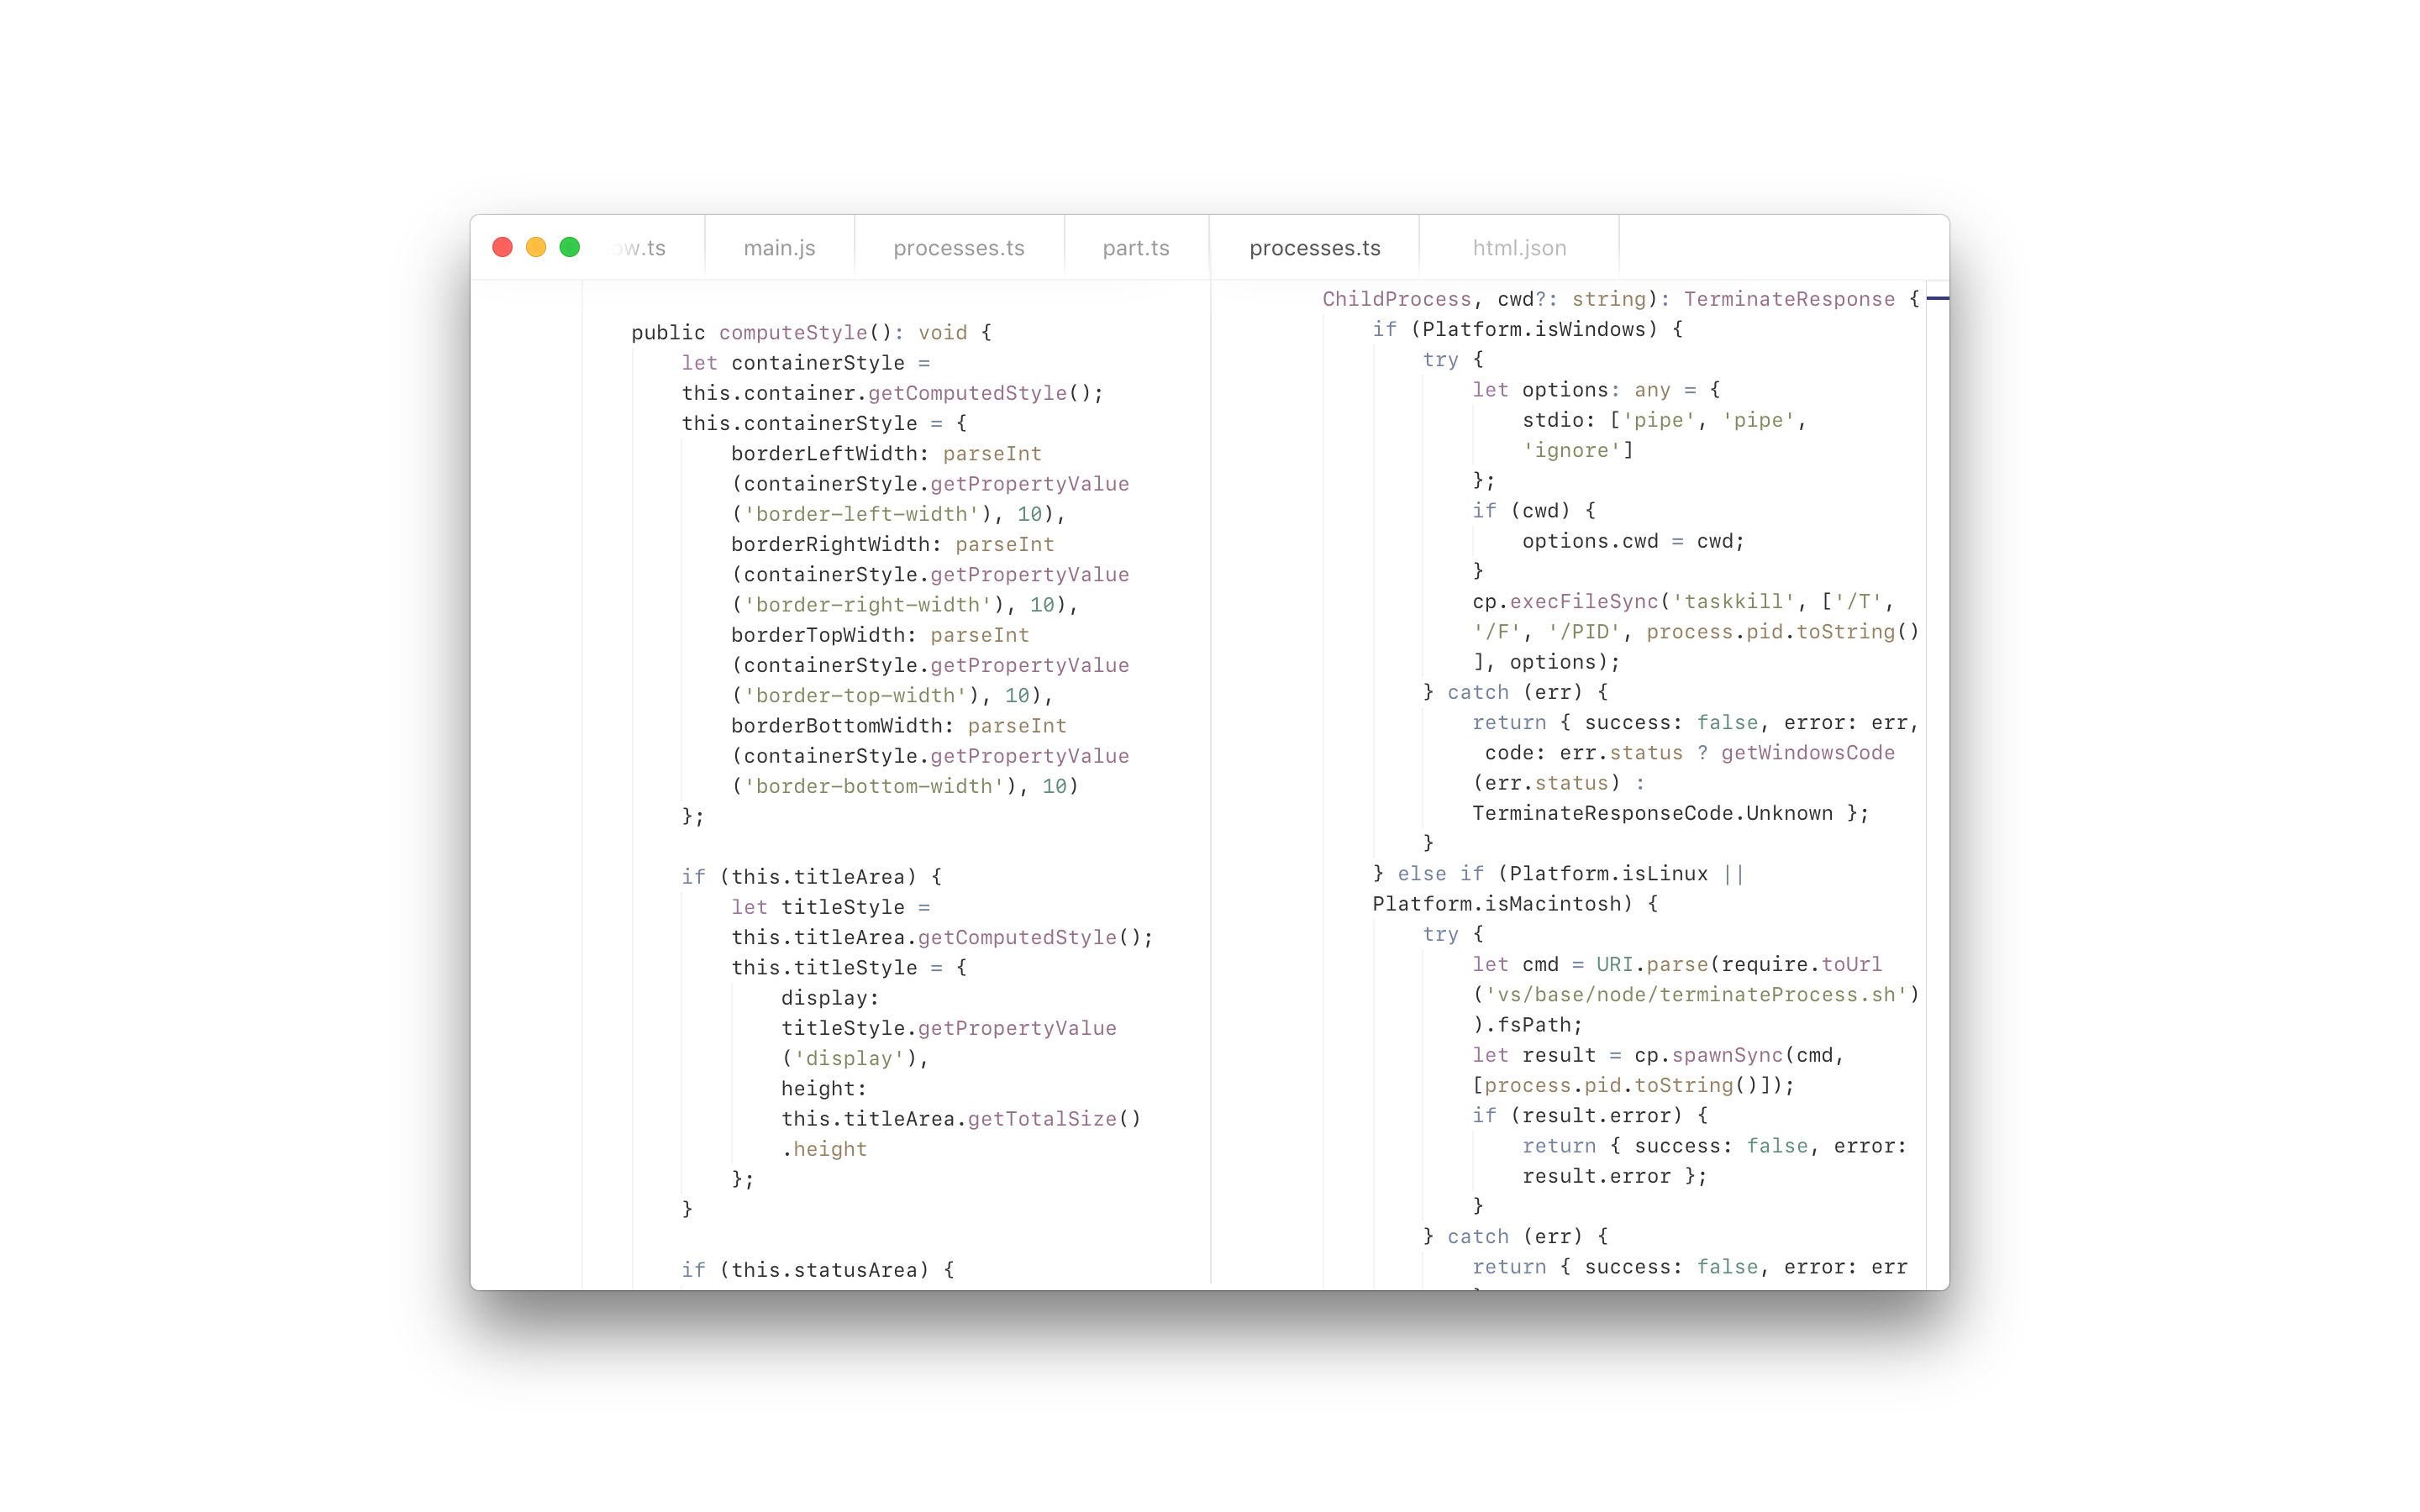 ow.ts
main.js
processes.ts
part.ts
processes.ts
html.json
public computeStyle(): void {
let containerStyle =
this.container.getComputedStyle();
this.containerStyle = {
borderLeftWidth: parseInt
(containerStyle.getPropertyValue
('border-left-width'), 10),
borderRightWidth: parseInt
(containerStyle.getPropertyValue
('border-right-width'), 10),
borderTopWidth: parseInt
(containerStyle.getPropertyValue
('border-top-width'), 10),
borderBottomWidth: parseInt
(containerStyle.getPropertyValue
('border-bottom-width'), 10)
};
if (this.titleArea) {
let titleStyle =
this.titleArea.getComputedStyle();
this.titleStyle = {
display:
titleStyle.getPropertyValue
('display'),
height:
this.titleArea.getTotalSize()
.height
};
}
if (this.statusArea) {
ChildProcess, cwd?: string): TerminateResponse {
if (Platform.isWindows) {
try {
let options: any = {
stdio: ['pipe', 'pipe',
'ignore']
};
if (cwd) {
options.cwd = cwd;
}
cp.execFileSync('taskkill', ['/T',
'/F', '/PID', process.pid.toString()
], options);
} catch (err) {
return { success: false, error: err,
code: err.status ? getWindowsCode
(err.status) :
TerminateResponseCode.Unknown };
}
} else if (Platform.isLinux ||
Platform.isMacintosh) {
try {
let cmd = URI.parse(require.toUrl
('vs/base/node/terminateProcess.sh')
).fsPath;
let result = cp.spawnSync(cmd,
[process.pid.toString()]);
if (result.error) {
return { success: false, error:
result.error };
}
} catch (err) {
return { success: false, error: err